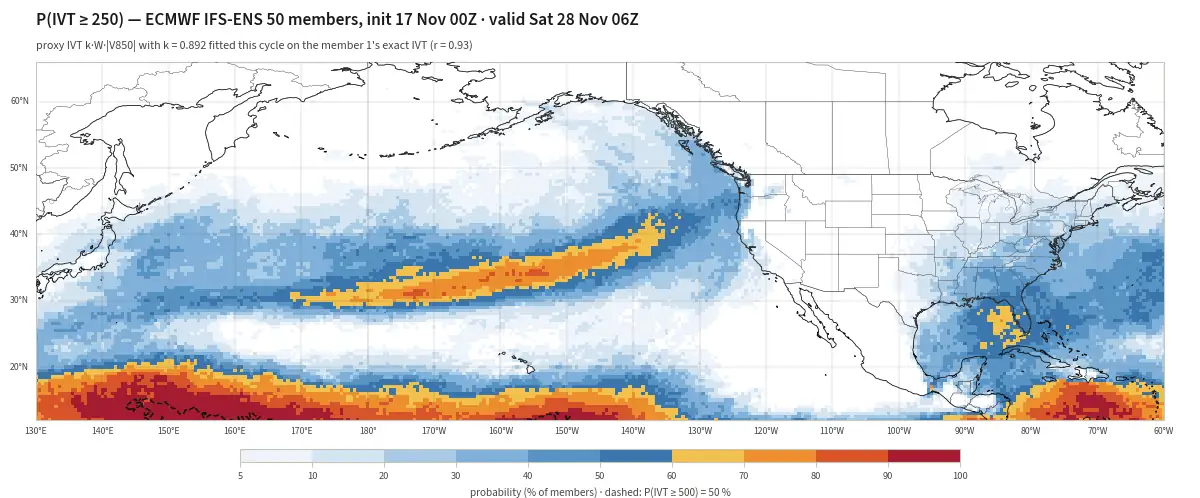 P(IVT ≥ 250) — ECMWF IFS-ENS 50 members, init 17 Nov 00Z · valid Sat 28 Nov 06Z
proxy IVT k·W·|V850| with k = 0.892 fitted this cycle on the member 1's exact IVT (r = 0.93)
60°N
50°N
40°N
30°N
20°N
130°E 140°E 150°E 160°E 170°E 180° 170°W 160°W 150°W 140°W 130°W 120°W 110°W 100°W 90°W 80°W 70°W 60°W
5 10 20 30 40 50 60 70 80 90 100
probability (% of members) · dashed: P(IVT ≥ 500) = 50 %